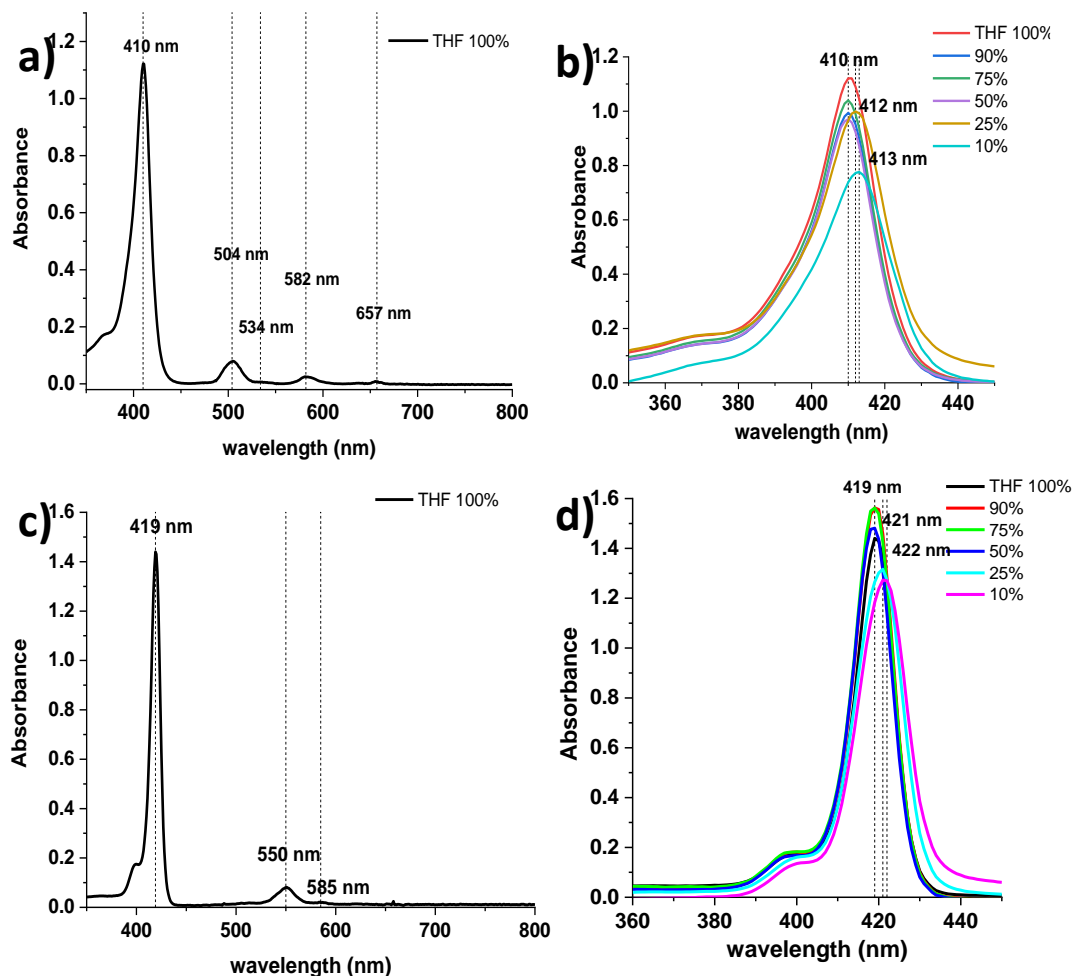 a)
410 nm
THF 100%
504 nm
534 nm
582 nm
657 nm
Absorbance
1.2
1.0
0.8
0.6
0.4
0.2
0.0
400
500
600
700
800
wavelength (nm)
b)
410 nm
412 nm
413 nm
THF 100%
90%
75%
50%
25%
10%
Absrobance
1.2
1.0
0.8
0.6
0.4
0.2
0.0
360
380
400
420
440
wavelength (nm)
c)
419 nm
THF 100%
550 nm
585 nm
Absorbance
1.6
1.4
1.2
1.0
0.8
0.6
0.4
0.2
0.0
400
500
600
700
800
wavelength (nm)
d)
419 nm
421 nm
422 nm
THF 100%
90%
75%
50%
25%
10%
Absorbance
1.6
1.4
1.2
1.0
0.8
0.6
0.4
0.2
0.0
360
380
400
420
440
wavelength (nm)